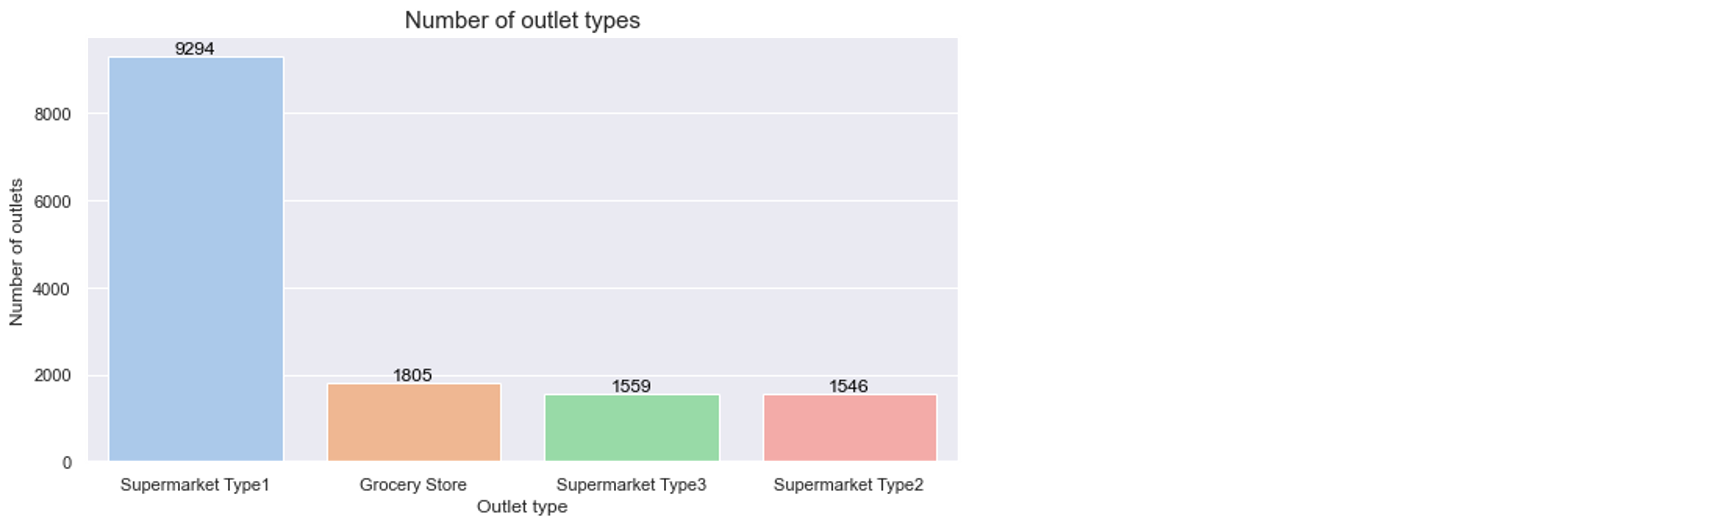 Number of outlet types
9294
8000
6000
4000
2000
0
Number of outlets
1805
1559
1546
Supermarket Type1
Grocery Store
Supermarket Type3
Supermarket Type2
Outlet type